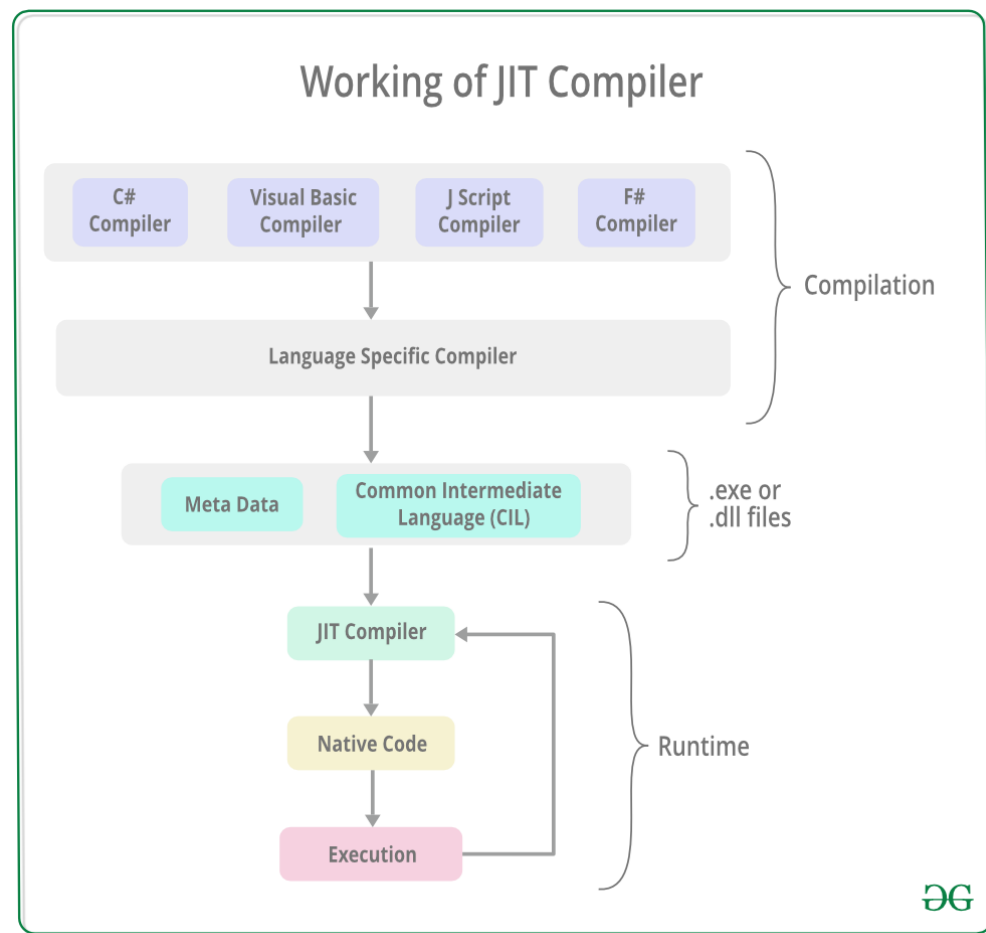 Working of JIT Compiler
C#
Compiler
Visual Basic
Compiler
J Script
Compiler
F#
Compiler
Compilation
Language Specific Compiler
Meta Data
Common Intermediate
Language (CIL)
.exe or
.dll files
JIT Compiler
Native Code
Runtime
Execution